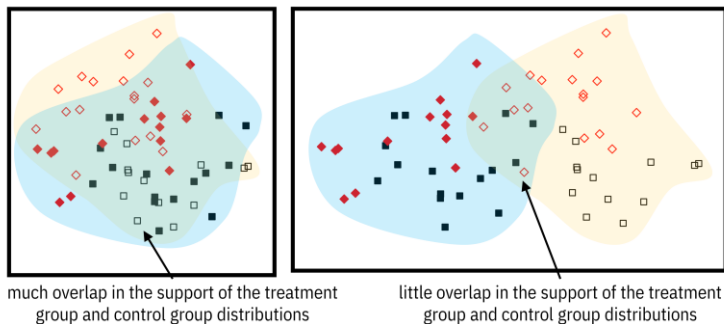 much overlap in the support of the treatment
group and control group distributions
little overlap in the support of the treatment
group and control group distributions